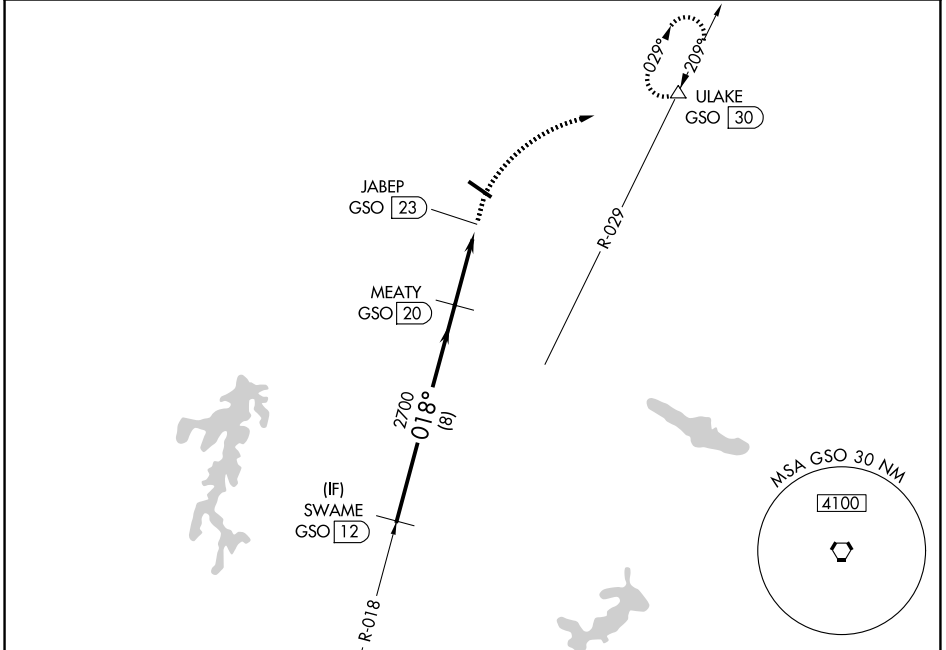 029°
209°
ULAKE
GSO 30
JABEP
GSO 23
R-029
MEATY
GSO 20
2700
018°
(8)
MSA GSO 30 NM
4100
(IF)
SWAME
GSO 12
R-018